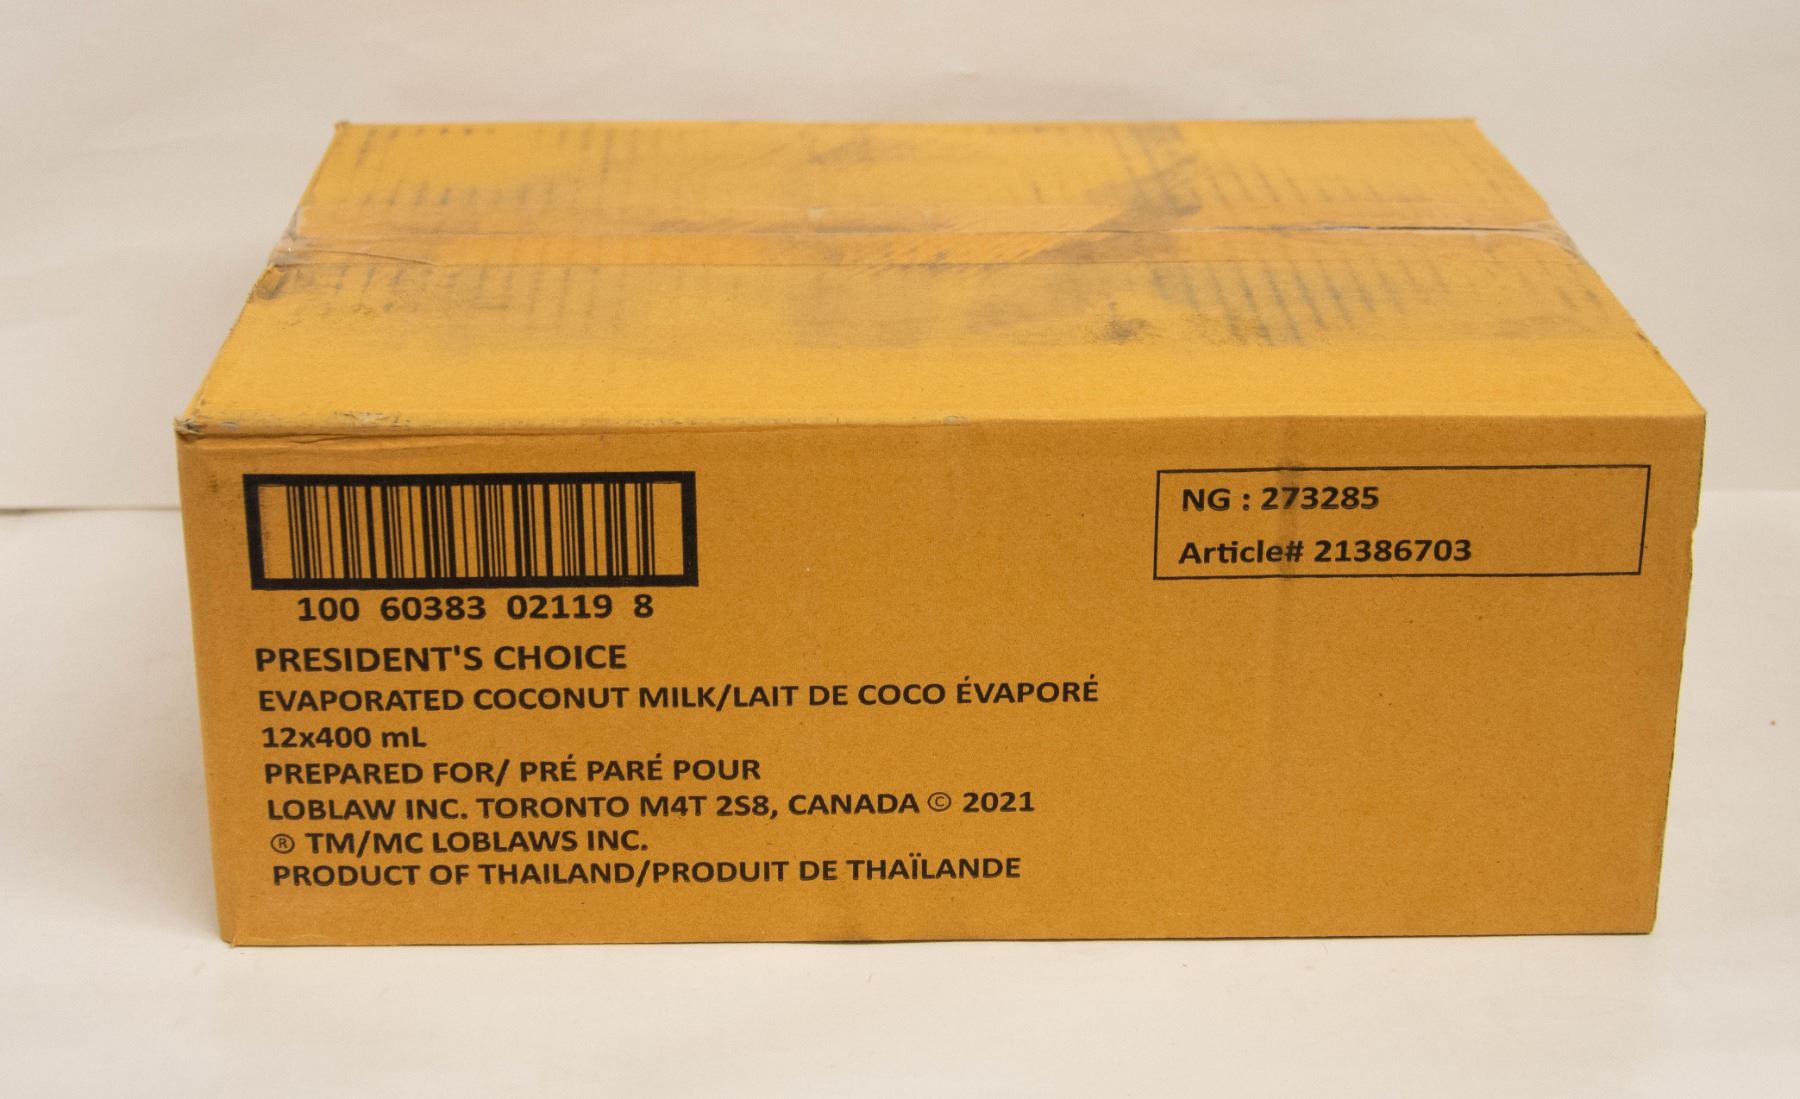 100 60383 02119 8
PRESIDENT'S CHOICE
EVAPORATED COCONUT MILK/LAIT DE COCO ÉVAPORÉ
12x400 mL
PREPARED FOR/ PRÉ PARÉ POUR
LOBLAW INC. TORONTO M4T 2S8, CANADA © 2021
® TM/MC LOBLAWS INC.
PRODUCT OF THAILAND/PRODUIT DE THAÏLANDE
NG : 273285
Article# 21386703